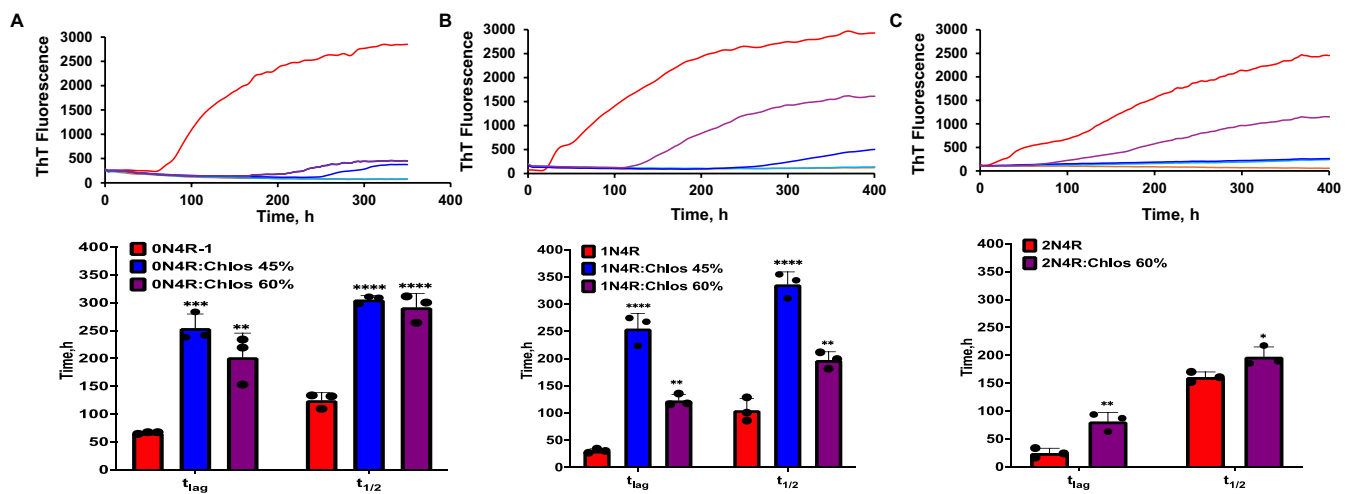 A
ThT Fluorescence
3000
2500
2000
1500
1000
500
0
0 100 200 300 400
Time, h
B
ThT Fluorescence
3000
2500
2000
1500
1000
500
0
0 100 200 300 400
Time, h
C
ThT Fluorescence
3000
2500
2000
1500
1000
500
0
0 100 200 300 400
Time, h
Time,h
400
350
300
250
200
150
100
50
0
0N4R-1
0N4R:Chlos 45%
0N4R:Chlos 60%
*** ** **** ****
tlag t1/2
Time,h
400
350
300
250
200
150
100
50
0
1N4R
1N4R:Chlos 45%
1N4R:Chlos 60%
**** ** **** **
tlag t1/2
Time,h
400
350
300
250
200
150
100
50
0
2N4R
2N4R:Chlos 60%
** *
tlag t1/2